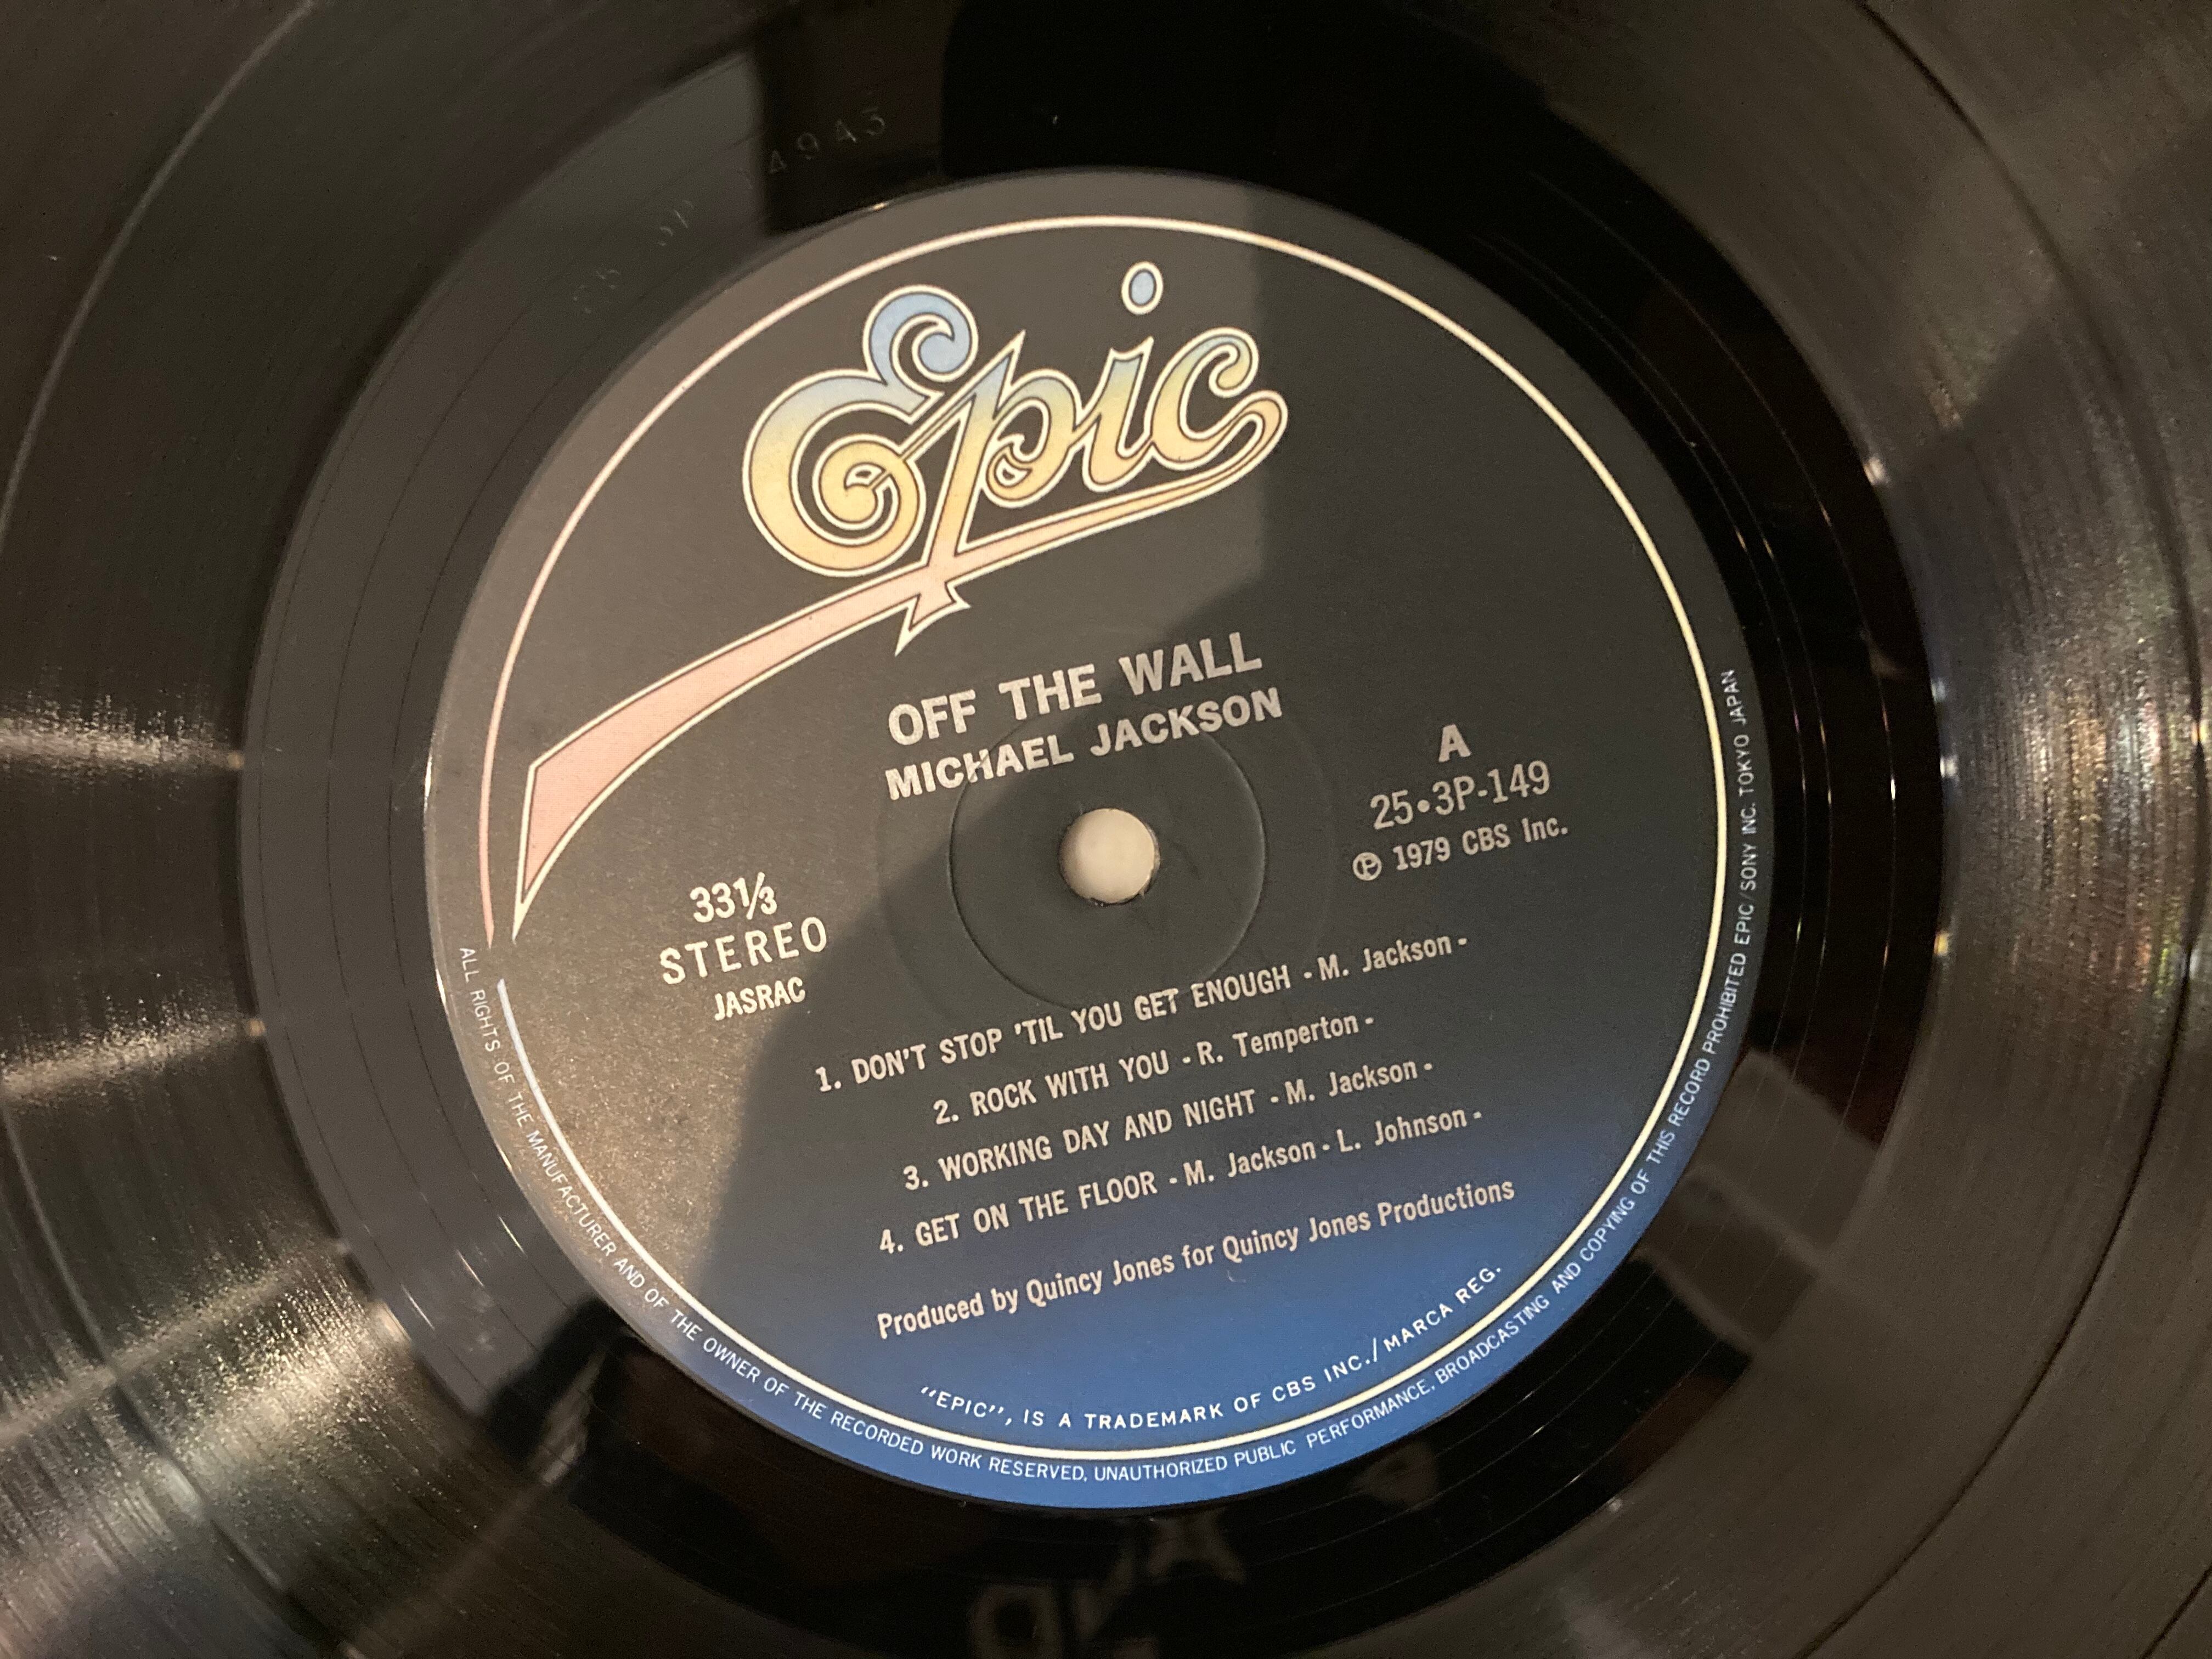 4943
Epic
OFF THE WALL
MICHAEL JACKSON
A
25•3P-149
Ⓟ 1979 CBS Inc.
33⅓
STEREO
JASRAC
1. DON'T STOP 'TIL YOU GET ENOUGH - M. Jackson -
2. ROCK WITH YOU - R. Temperton -
3. WORKING DAY AND NIGHT - M. Jackson -
4. GET ON THE FLOOR - M. Jackson - L. Johnson -
Produced by Quincy Jones for Quincy Jones Productions
"EPIC", IS A TRADEMARK OF CBS INC./MARCA REG.
ALL RIGHTS OF THE MANUFACTURER AND OF THE OWNER OF THE RECORDED WORK RESERVED, UNAUTHORIZED PUBLIC PERFORMANCE, BROADCASTING AND COPYING OF THIS RECORD PROHIBITED EPIC/SONY INC. TOKYO JAPAN